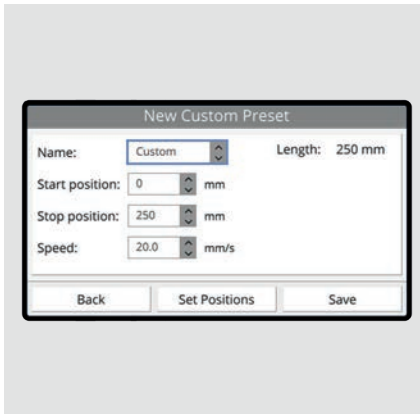 New Custom Preset
Name: Custom Length: 250 mm
Start position: 0 mm
Stop position: 250 mm
Speed: 20.0 mm/s
Back Set Positions Save